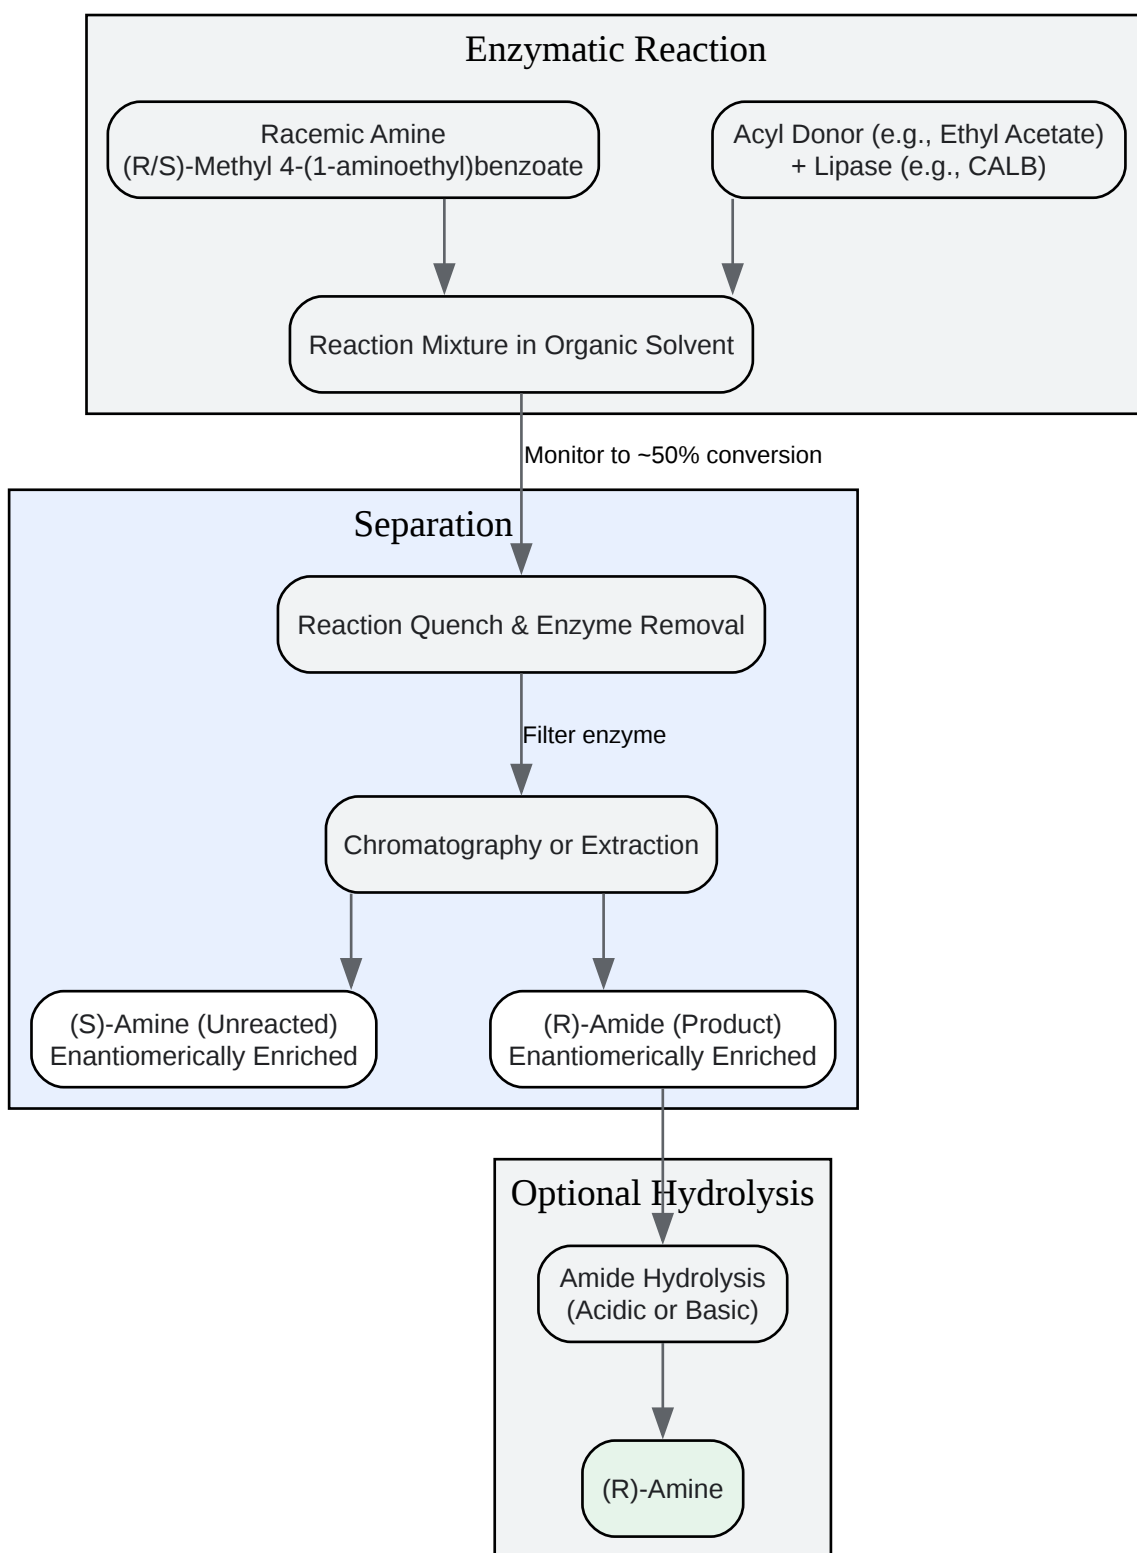 Enzymatic Reaction
Racemic Amine
(R/S)-Methyl 4-(1-aminoethyl)benzoate
Acyl Donor (e.g., Ethyl Acetate)
+ Lipase (e.g., CALB)
Reaction Mixture in Organic Solvent
Monitor to ~50% conversion
Separation
Reaction Quench & Enzyme Removal
Filter enzyme
Chromatography or Extraction
(S)-Amine (Unreacted)
Enantiomerically Enriched
(R)-Amide (Product)
Enantiomerically Enriched
Optional Hydrolysis
Amide Hydrolysis
(Acidic or Basic)
(R)-Amine